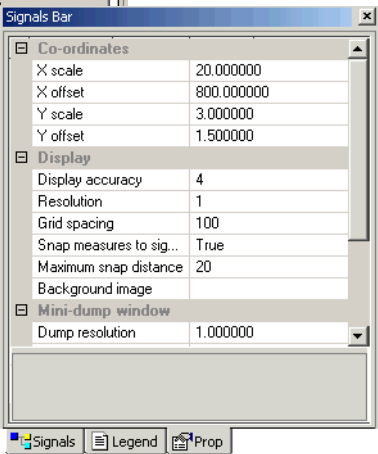 Signals Bar
Co-ordinates
X scale 20.000000
X offset 800.000000
Y scale 3.000000
Y offset 1.500000
Display
Display accuracy 4
Resolution 1
Grid spacing 100
Snap measures to sig... True
Maximum snap distance 20
Background image
Mini-dump window
Dump resolution 1.000000
Signals Legend Prop